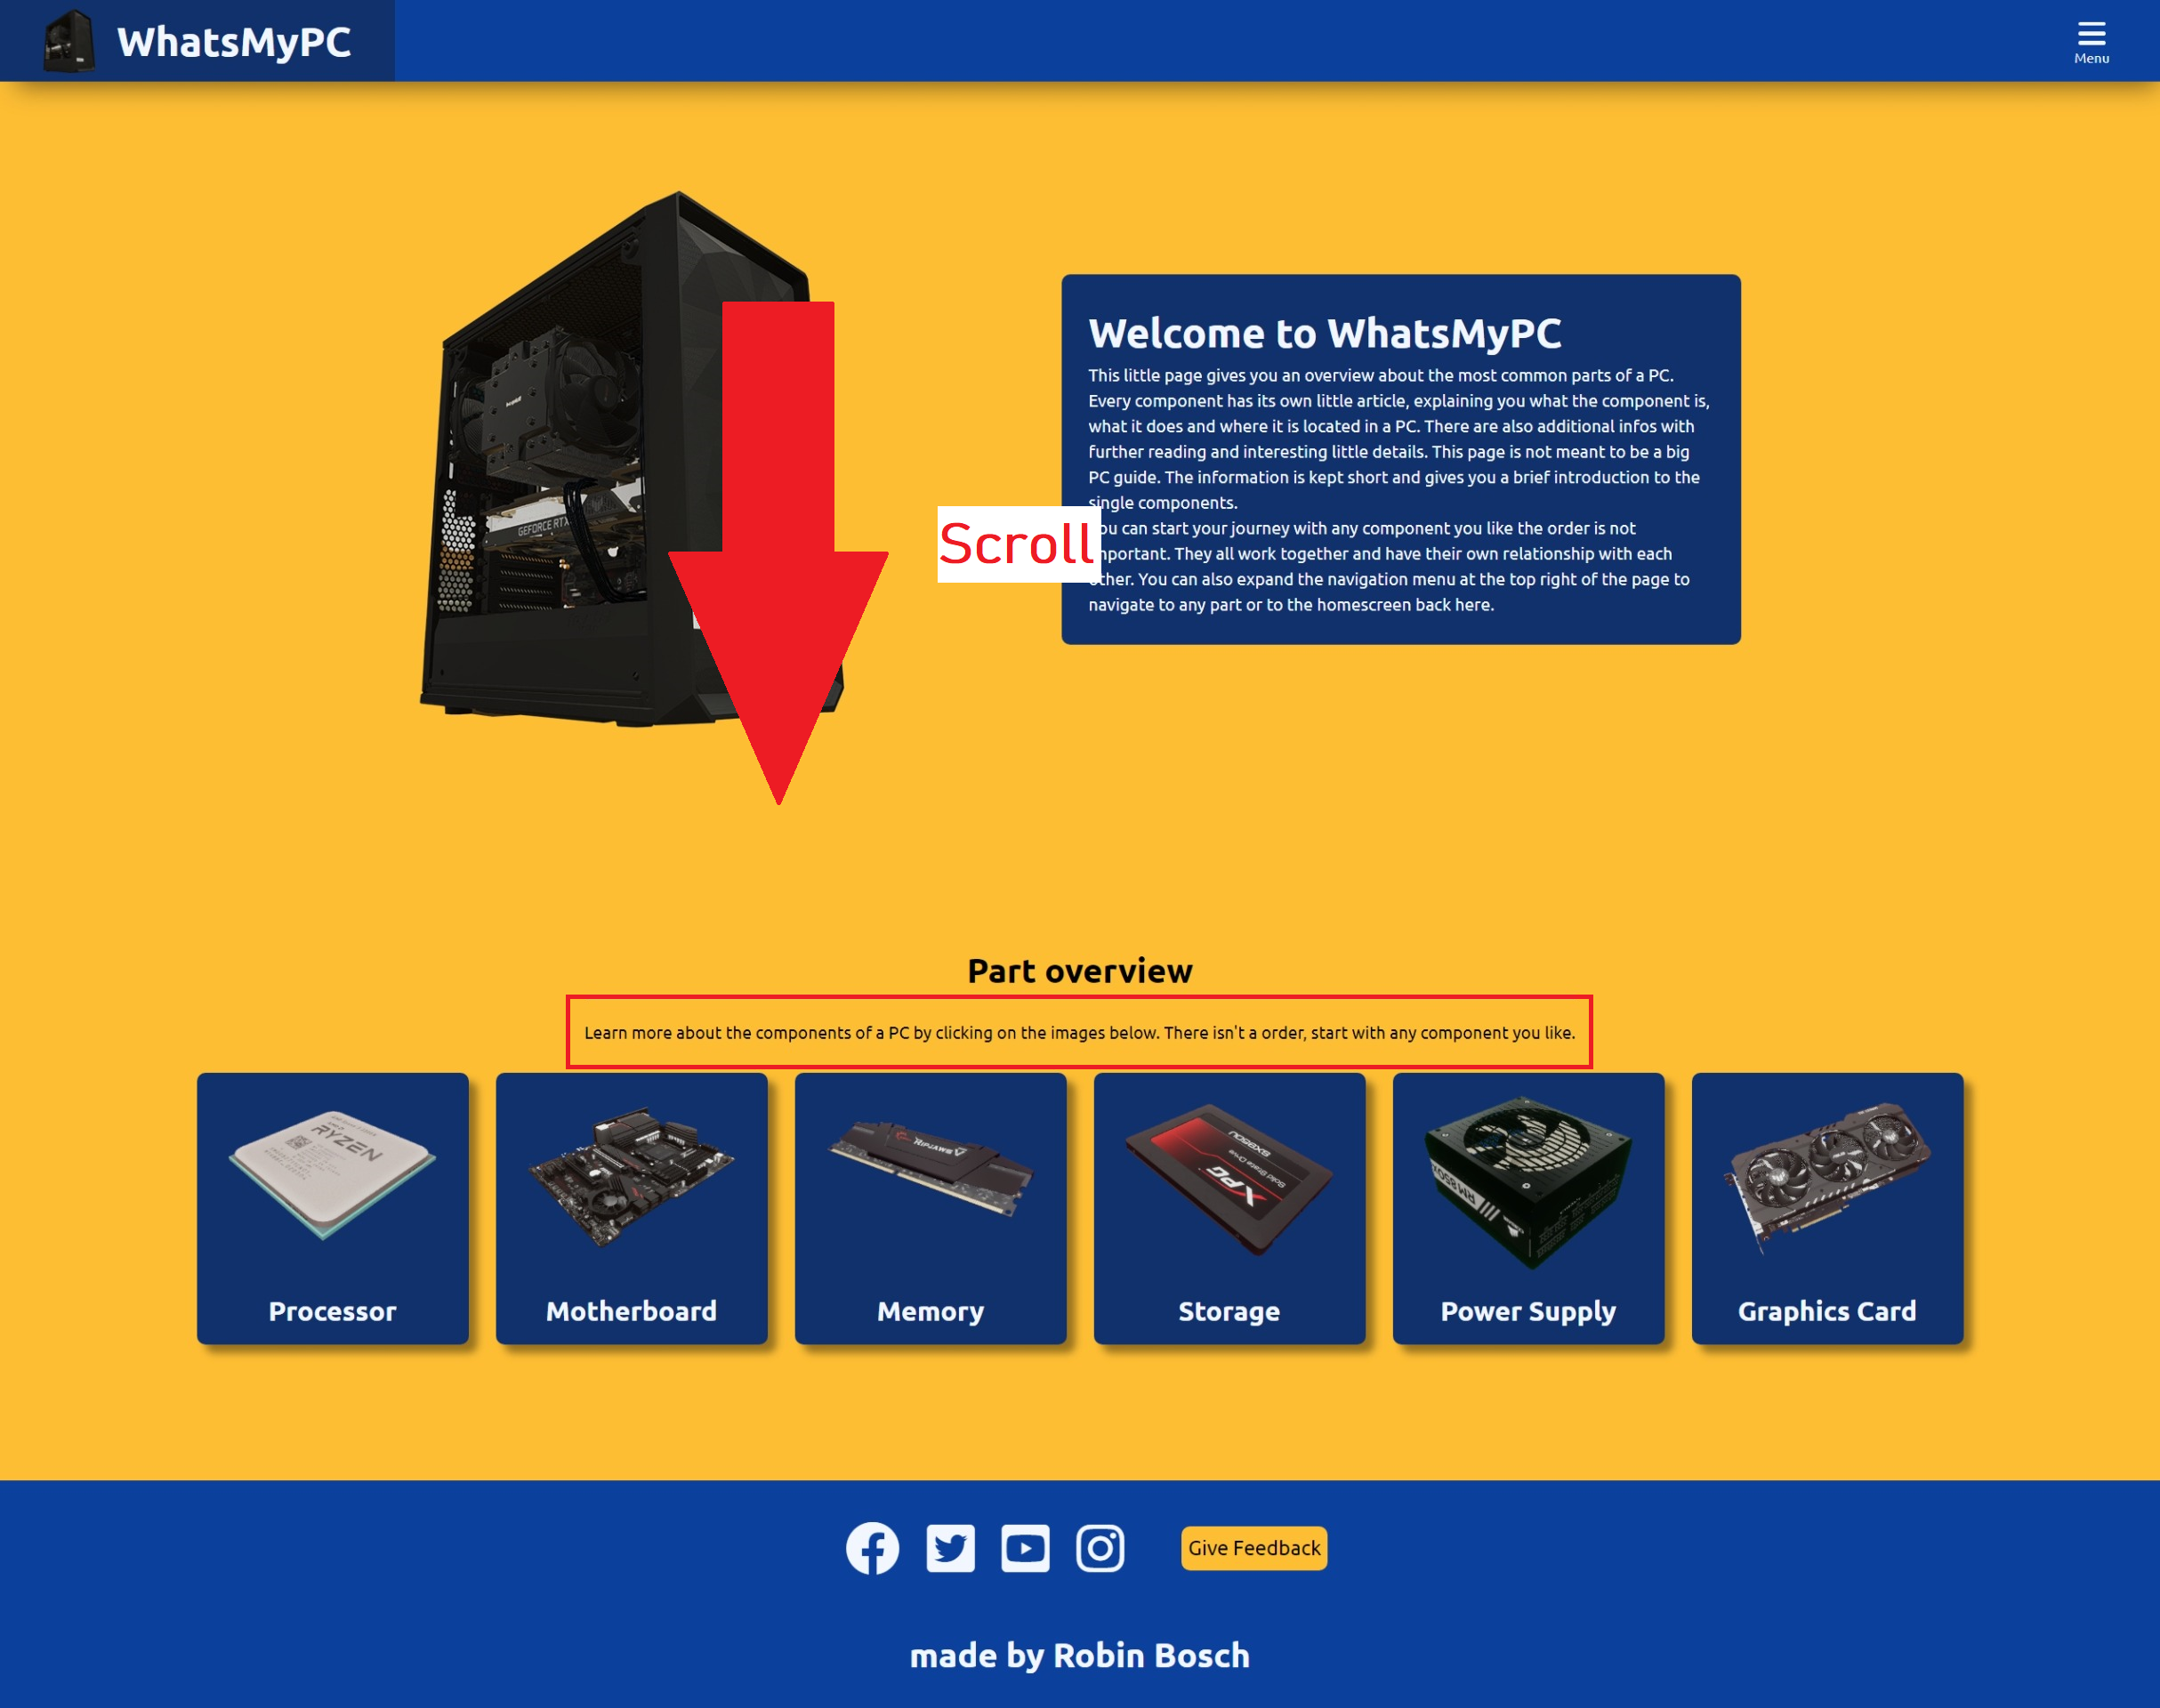 WhatsMyPC
Menu
Welcome to WhatsMyPC
This little page gives you an overview about the most common parts of a PC.
Every component has its own little article, explaining you what the component is,
what it does and where it is located in a PC. There are also additional infos with
further reading and interesting little details. This page is not meant to be a big
PC guide. The information is kept short and gives you a brief introduction to the
single components.
Scroll
can start your journey with any component you like the order is not
They all work together and have their own relationship with each
You can also expand the navigation menu at the top right of the page to
navigate to any part or to the homescreen back here.
GEFORCE RTX
Part overview
Learn more about the components of a PC by clicking on the images below. There isn't a order, start with any component you like.
RYZEN
RIPJAWS V
SX950U
Solid State Drive
XPG
RM850x
Processor
Motherboard
Memory
Storage
Power Supply
Graphics Card
Give Feedback
made by Robin Bosch